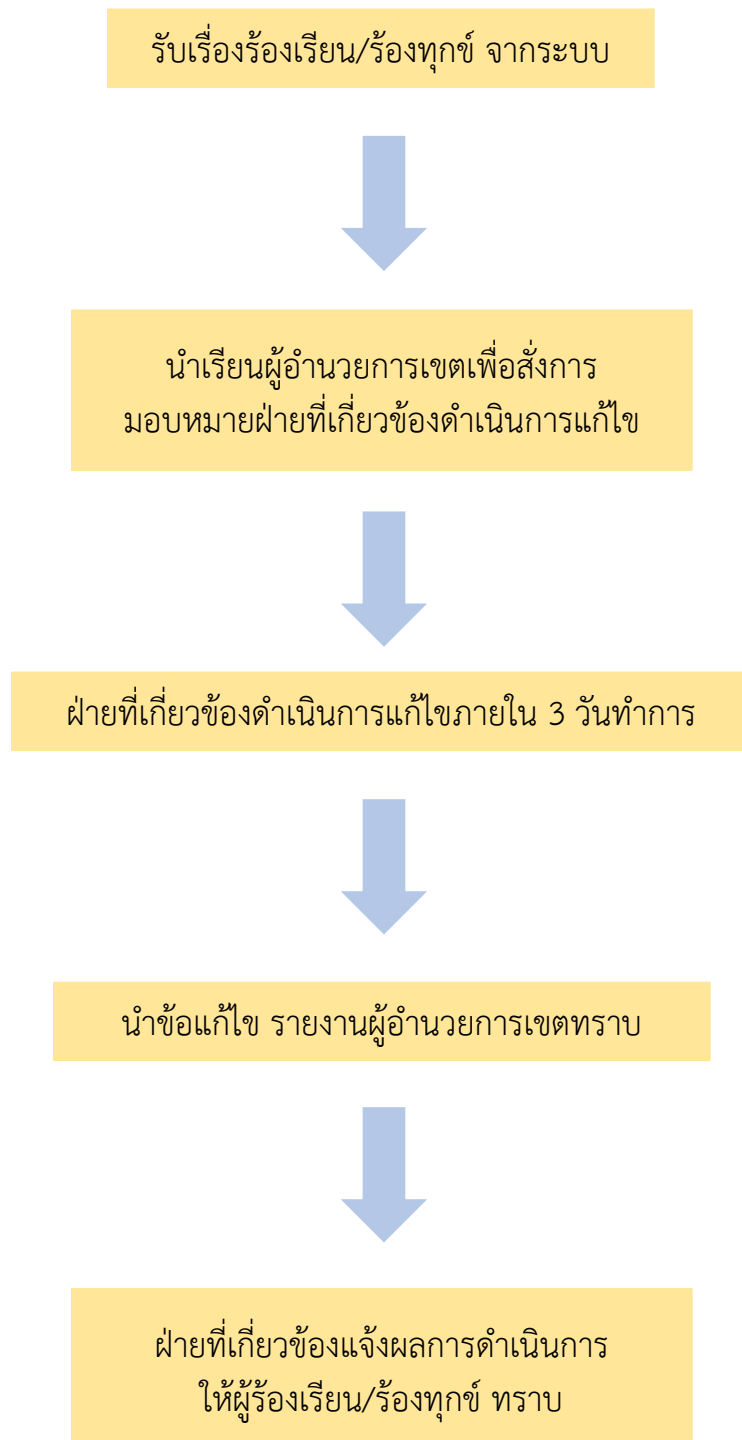 รับเรื่องร้องเรียน/ร้องทุกข์ จากระบบ
นำเรียนผู้อำนวยการเขตเพื่อสั่งการ
มอบหมายฝ่ายที่เกี่ยวข้องดำเนินการแก้ไข
ฝ่ายที่เกี่ยวข้องดำเนินการแก้ไขภายใน 3 วันทำการ
นำข้อแก้ไข รายงานผู้อำนวยการเขตทราบ
ฝ่ายที่เกี่ยวข้องแจ้งผลการดำเนินการ
ให้ผู้ร้องเรียน/ร้องทุกข์ ทราบ